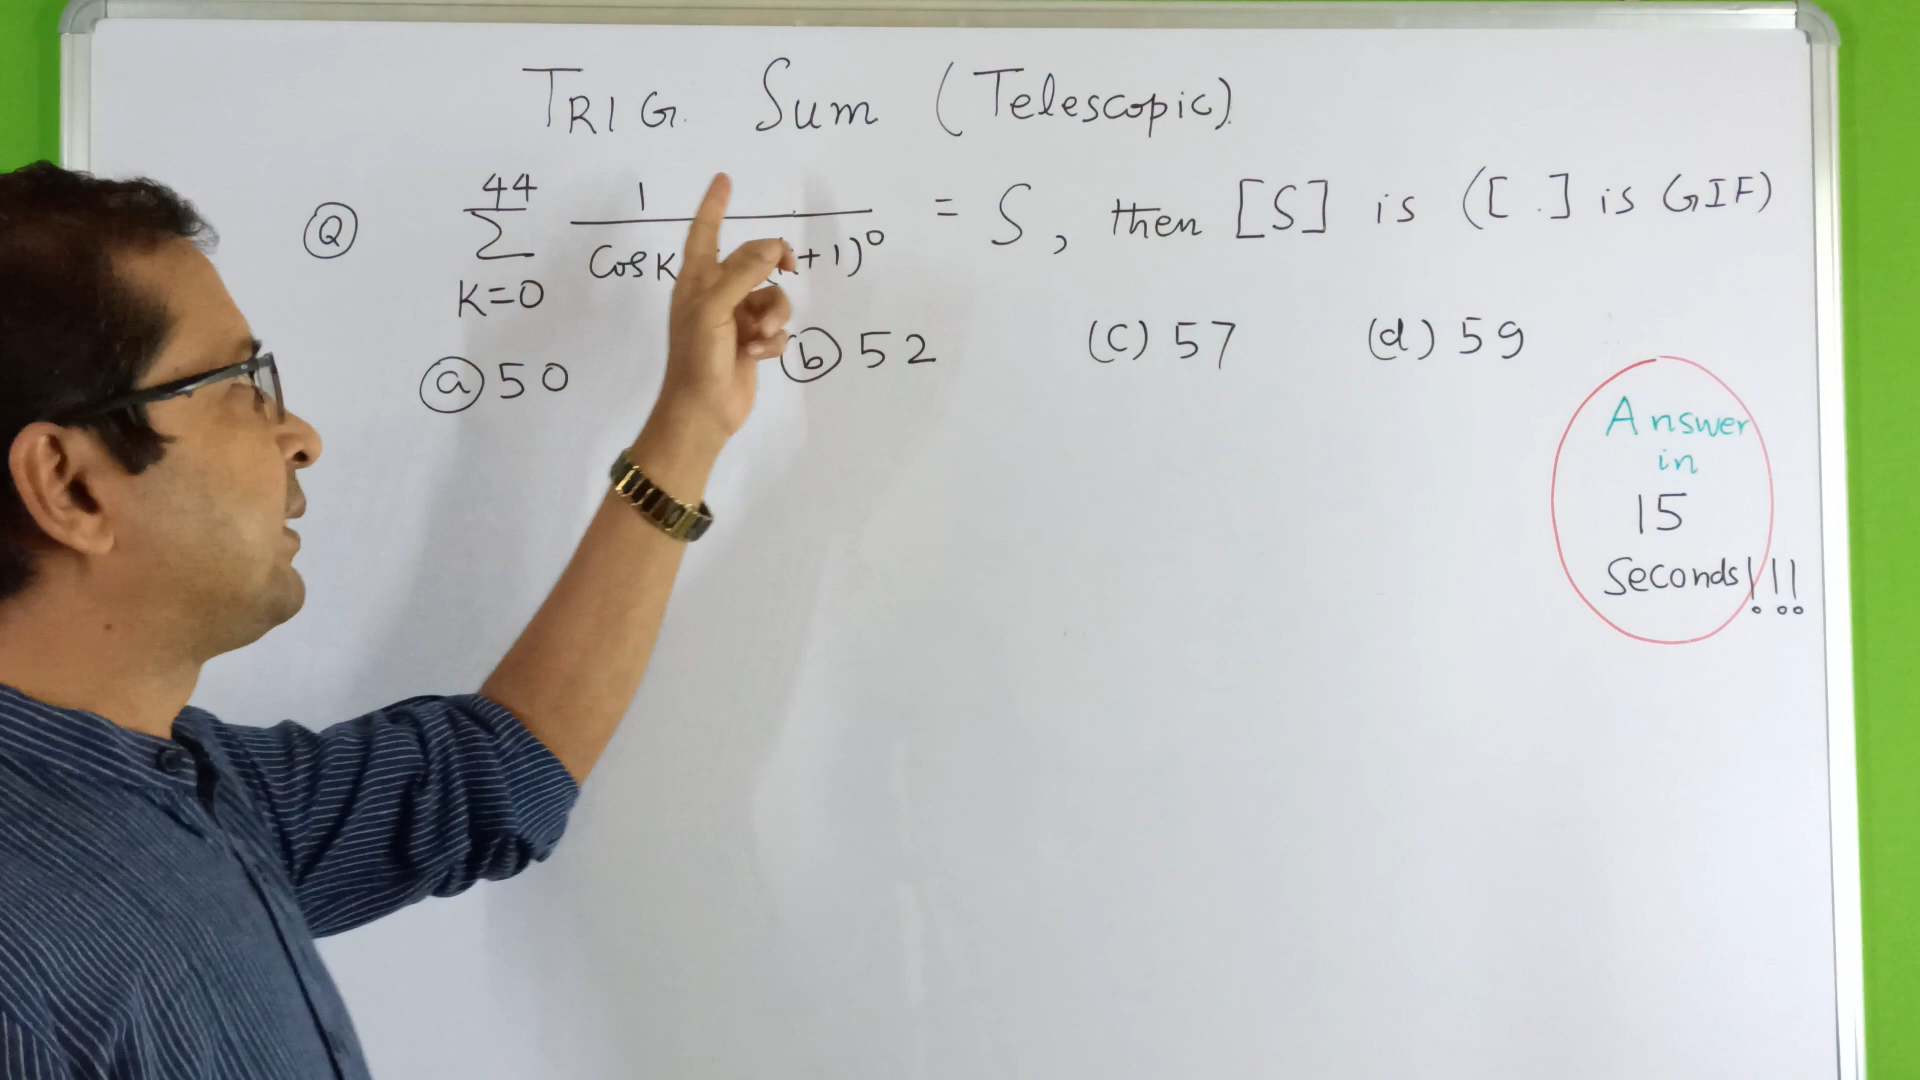 TRIG. Sum (Telescopic)
44
Q Σ 1 / Cos K +1)° = S, then [S] is ([.] is GIF)
K=0
a 50 b 52 (C) 57 (d) 59
Answer
in
15
Seconds!!!